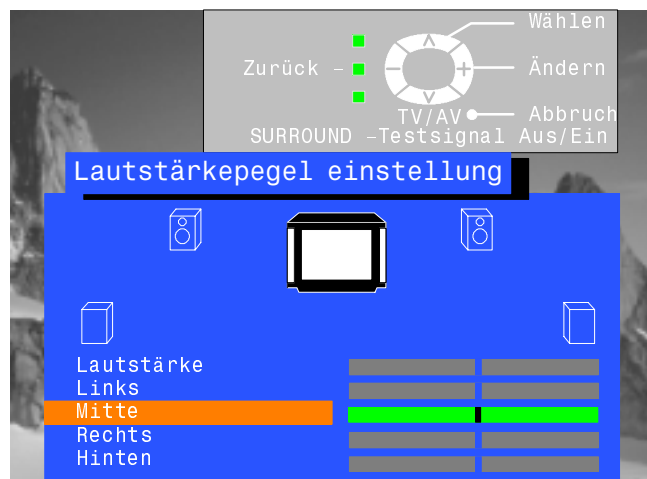 Wählen
Zurück –
Ändern
TV/AV
Abbruch
SURROUND –Testsignal Aus/Ein
Lautstärkepegel einstellung
Lautstärke
Links
Mitte
Rechts
Hinten